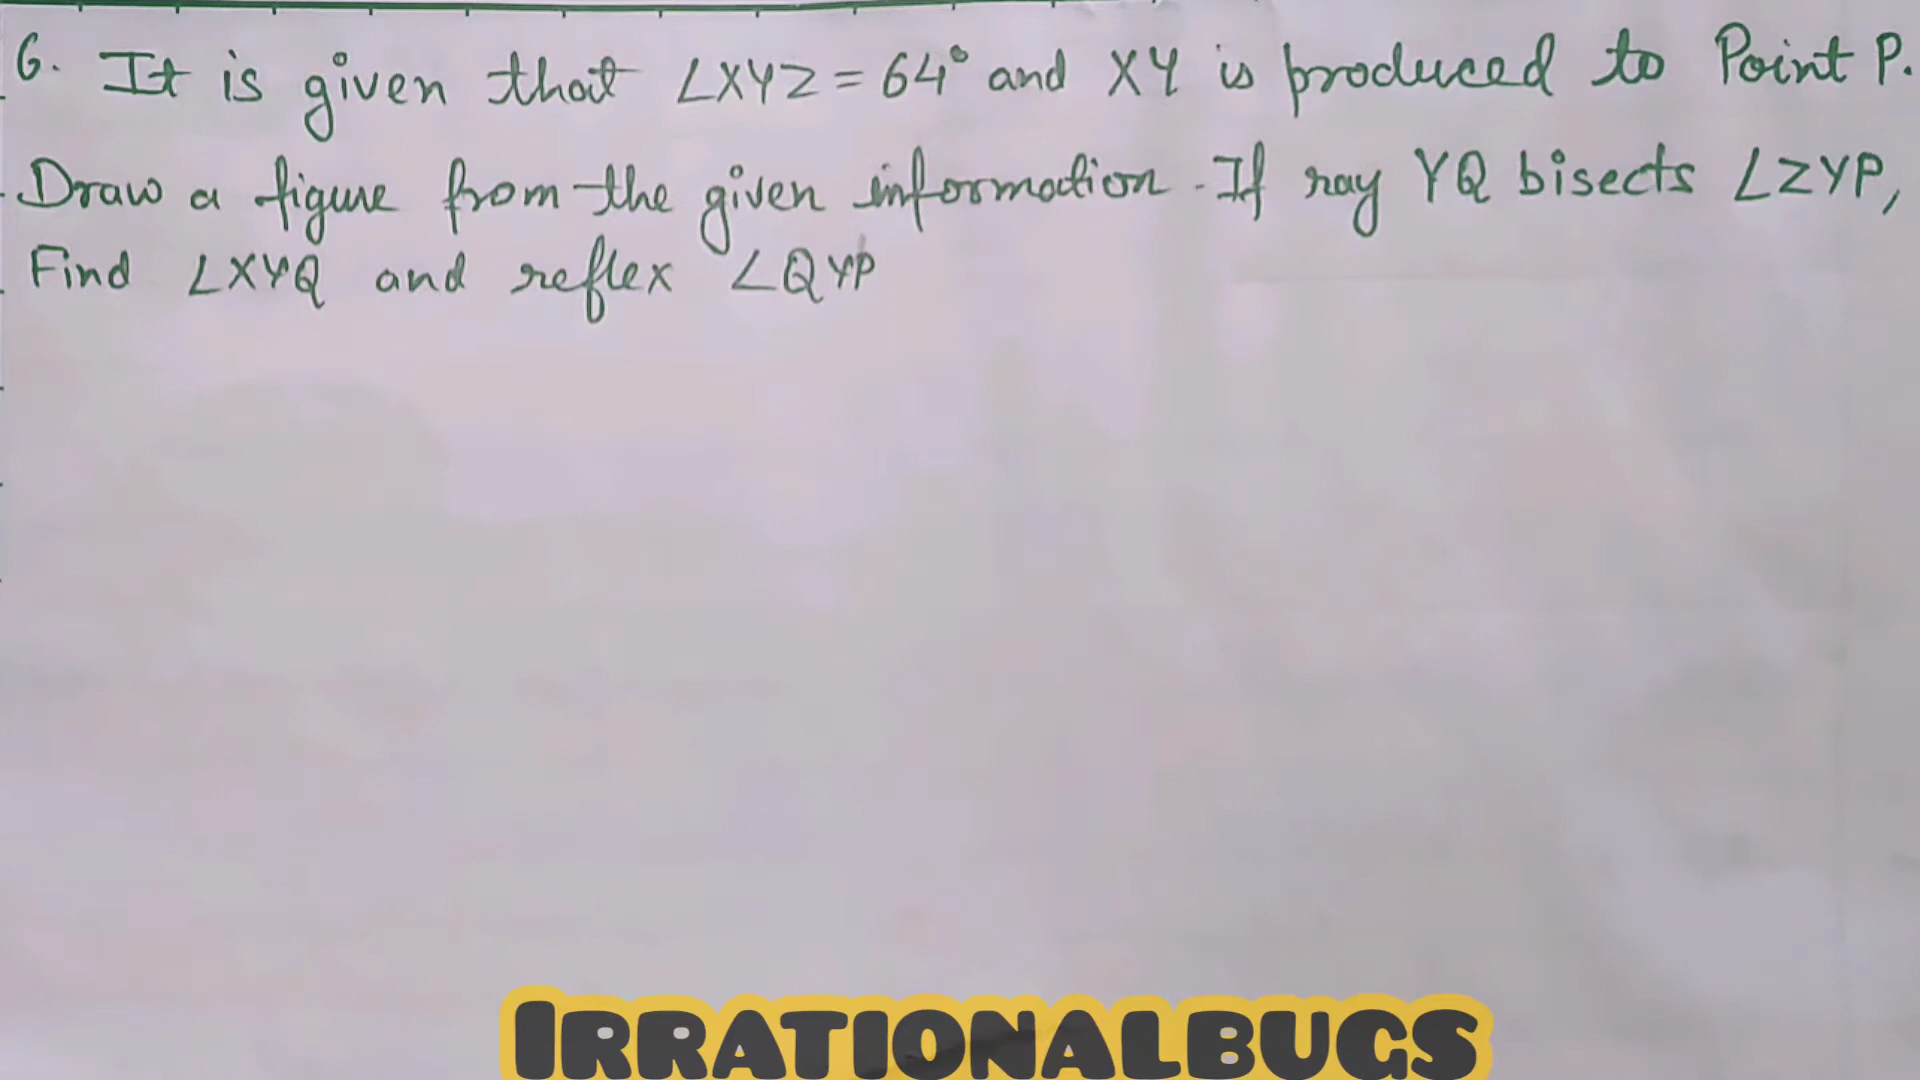 6. It is given that ∠XYZ = 64° and XY is produced to Point P.
Draw a figure from the given information. If ray YQ bisects ∠ZYP,
Find ∠XYQ and reflex ∠QYP
IRRATIONALBUGS